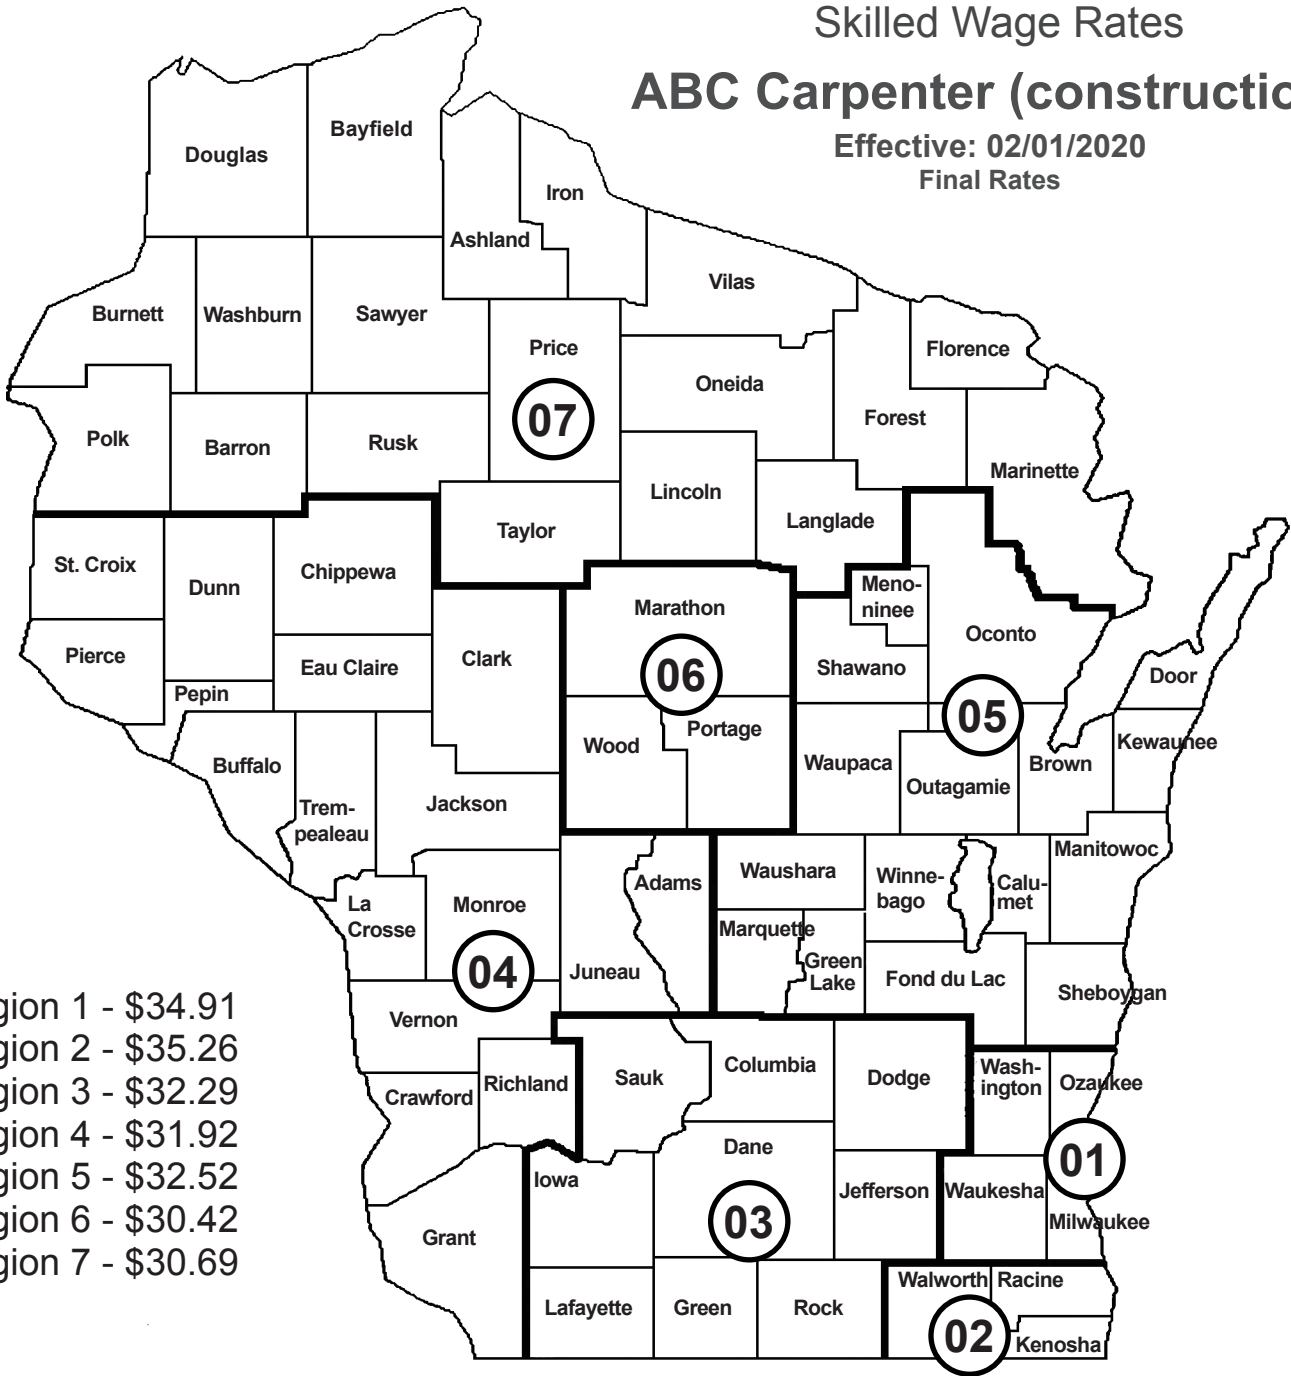 Skilled Wage Rates
ABC Carpenter (constructio
Effective: 02/01/2020
Final Rates
Bayfield
Douglas
Iron
Ashland
Vilas
Burnett
Washburn
Sawyer
Price
Florence
Oneida
07
Forest
Polk
Barron
Rusk
Marinette
Lincoln
Langlade
Taylor
St. Croix
Chippewa
Dunn
Meno-
ninee
Marathon
Oconto
Pierce
Eau Claire
Clark
06
Shawano
Door
Pepin
05
Portage
Kewaunee
Wood
Waupaca
Brown
Buffalo
Outagamie
Trem-
pealeau
Jackson
Manitowoc
Waushara
Winne-
bago
Calu-
met
Adams
La
Crosse
Monroe
Marquette
04
Juneau
Green
Lake
Fond du Lac
Sheboygan
gion 1 - $34.91
gion 2 - $35.26
gion 3 - $32.29
gion 4 - $31.92
gion 5 - $32.52
gion 6 - $30.42
gion 7 - $30.69
Vernon
Columbia
Wash-
ington
Sauk
Dodge
Richland
Ozaukee
Crawford
Dane
01
Iowa
Jefferson
Waukesha
03
Milwaukee
Grant
Walworth
Racine
Lafayette
Green
Rock
02
Kenosha